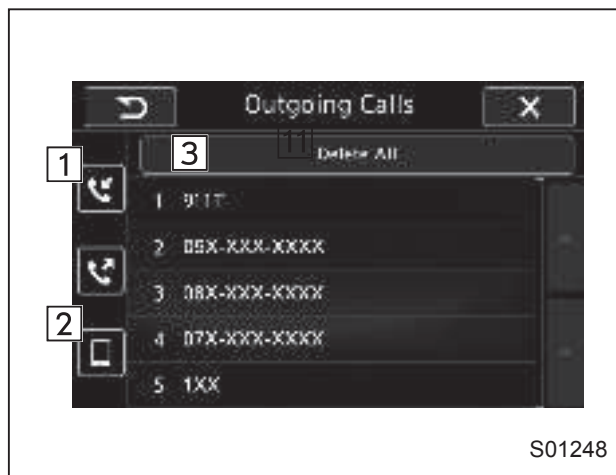 Outgoing Calls X
1
3 11 Delete All
1
2 05X-XXX-XXXX
3 08X-XXX-XXXX
2
4 07X-XXX-XXXX
5 1XX
S01248